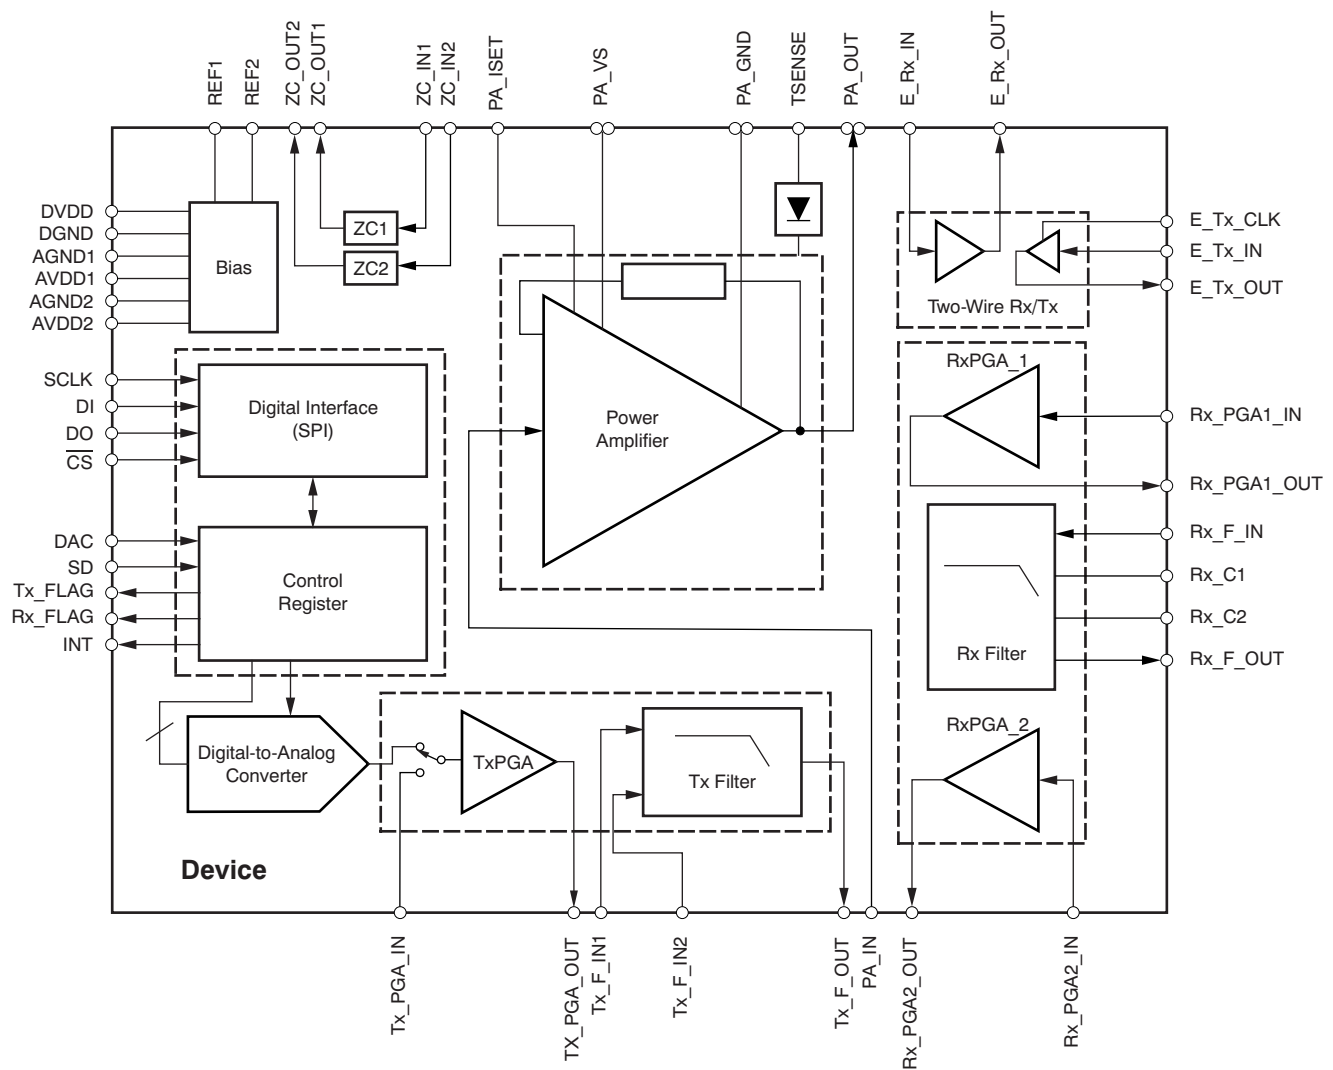 REF1
REF2
ZC_OUT2
ZC_OUT1
ZC_IN1
ZC_IN2
PA_ISET
PA_VS
PA_GND
TSENSE
PA_OUT
E_Rx_IN
E_Rx_OUT
DVDD
DGND
AGND1
AVDD1
AGND2
AVDD2
Bias
ZC1
ZC2
Two-Wire Rx/Tx
E_Tx_CLK
E_Tx_IN
E_Tx_OUT
SCLK
DI
DO
CS
Digital Interface
(SPI)
Power
Amplifier
RxPGA_1
Rx_PGA1_IN
Rx_PGA1_OUT
DAC
SD
Tx_FLAG
Rx_FLAG
INT
Control
Register
Rx Filter
Rx_F_IN
Rx_C1
Rx_C2
Rx_F_OUT
Digital-to-Analog
Converter
TxPGA
Tx Filter
RxPGA_2
Device
Tx_PGA_IN
TX_PGA_OUT
Tx_F_IN1
Tx_F_IN2
Tx_F_OUT
PA_IN
Rx_PGA2_OUT
Rx_PGA2_IN